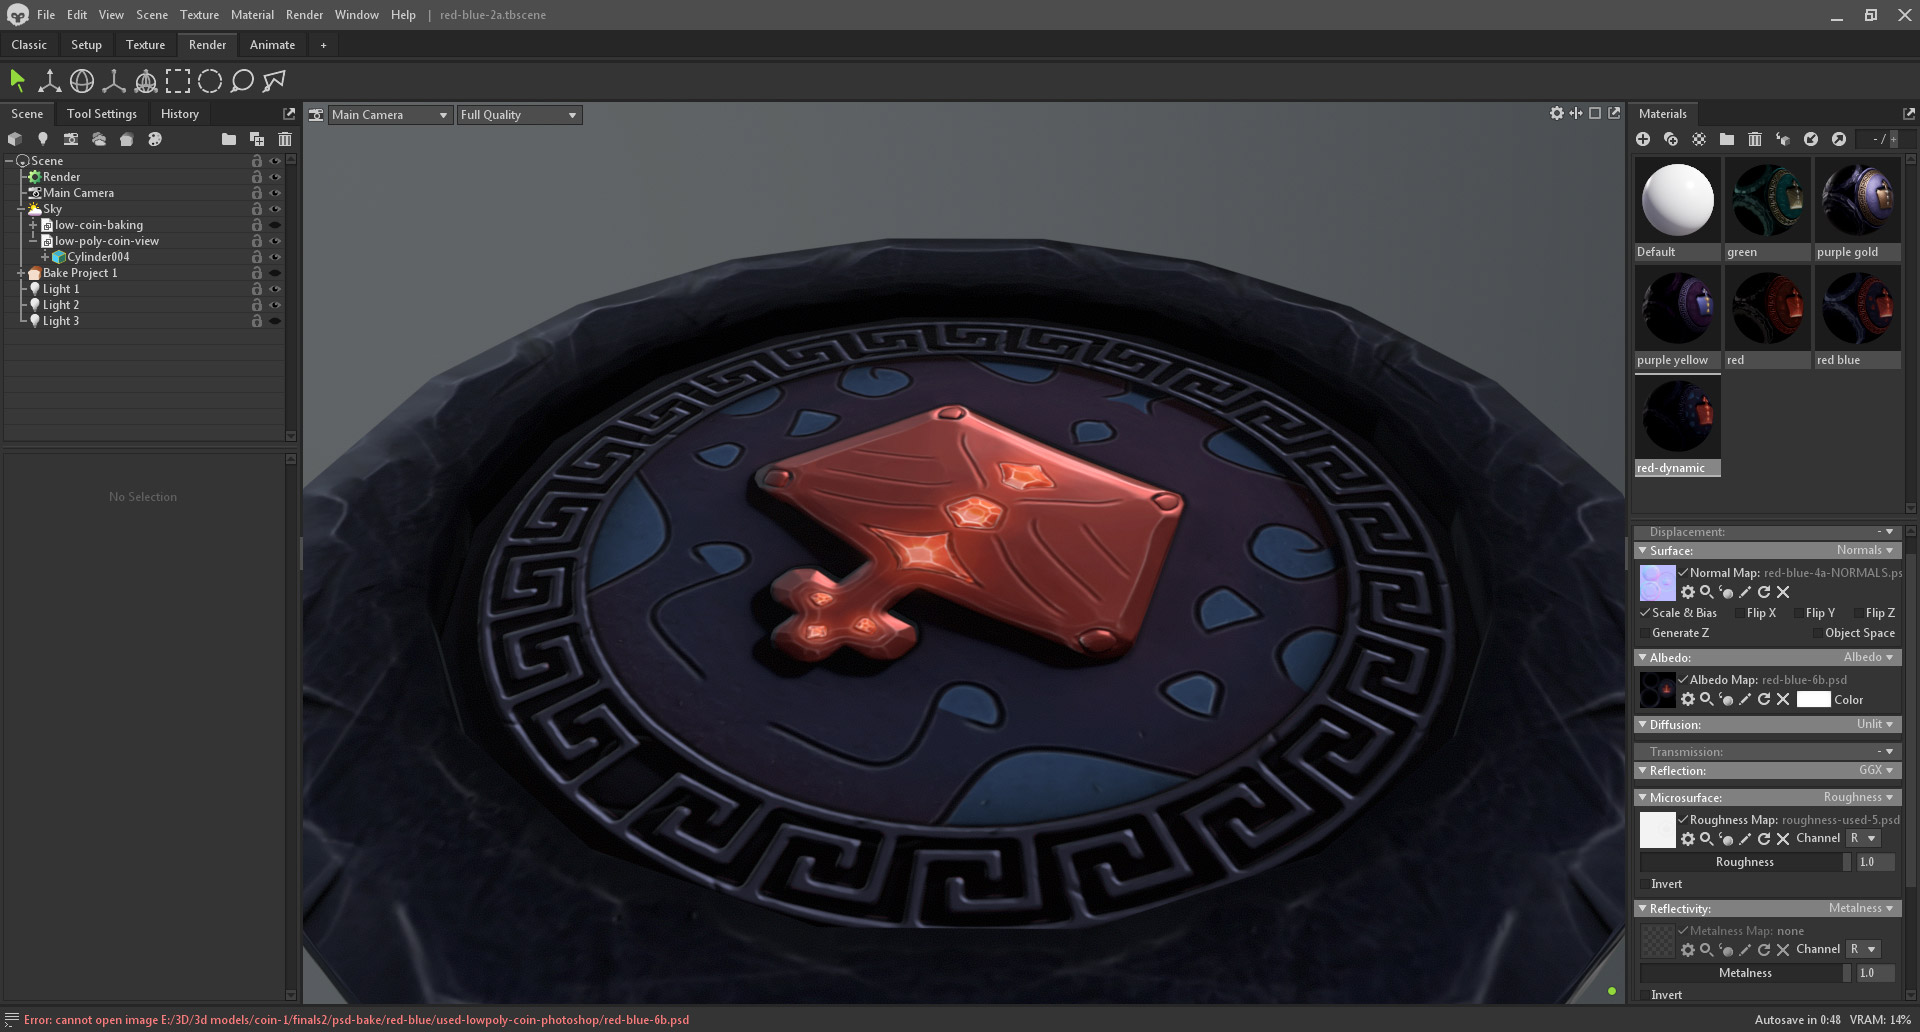 File Edit View Scene Texture Material Render Window Help | red-blue-2a.tbscene
Classic Setup Texture Render Animate +
Scene Tool Settings History
Main Camera Full Quality
Materials
- / +
Scene
Render
Main Camera
Sky
low-coin-baking
low-poly-coin-view
Cylinder004
Bake Project 1
Light 1
Light 2
Light 3
No Selection
Default green purple gold
purple yellow red red blue
red-dynamic
Displacement: -
Surface: Normals
Normal Map: red-blue-4a-NORMALS.ps
Scale & Bias Flip X Flip Y Flip Z
Generate Z Object Space
Albedo: Albedo
Albedo Map: red-blue-6b.psd
Color
Diffusion: Unlit
Transmission: -
Reflection: GGX
Microsurface: Roughness
Roughness Map: roughness-used-5.psd
Channel R
Roughness 1.0
Invert
Reflectivity: Metalness
Metalness Map: none
Channel R
Metalness 1.0
Invert
Error: cannot open image E:/3D/3d models/coin-1/finals2/psd-bake/red-blue/used-lowpoly-coin-photoshop/red-blue-6b.psd
Autosave in 0:48 VRAM: 14%